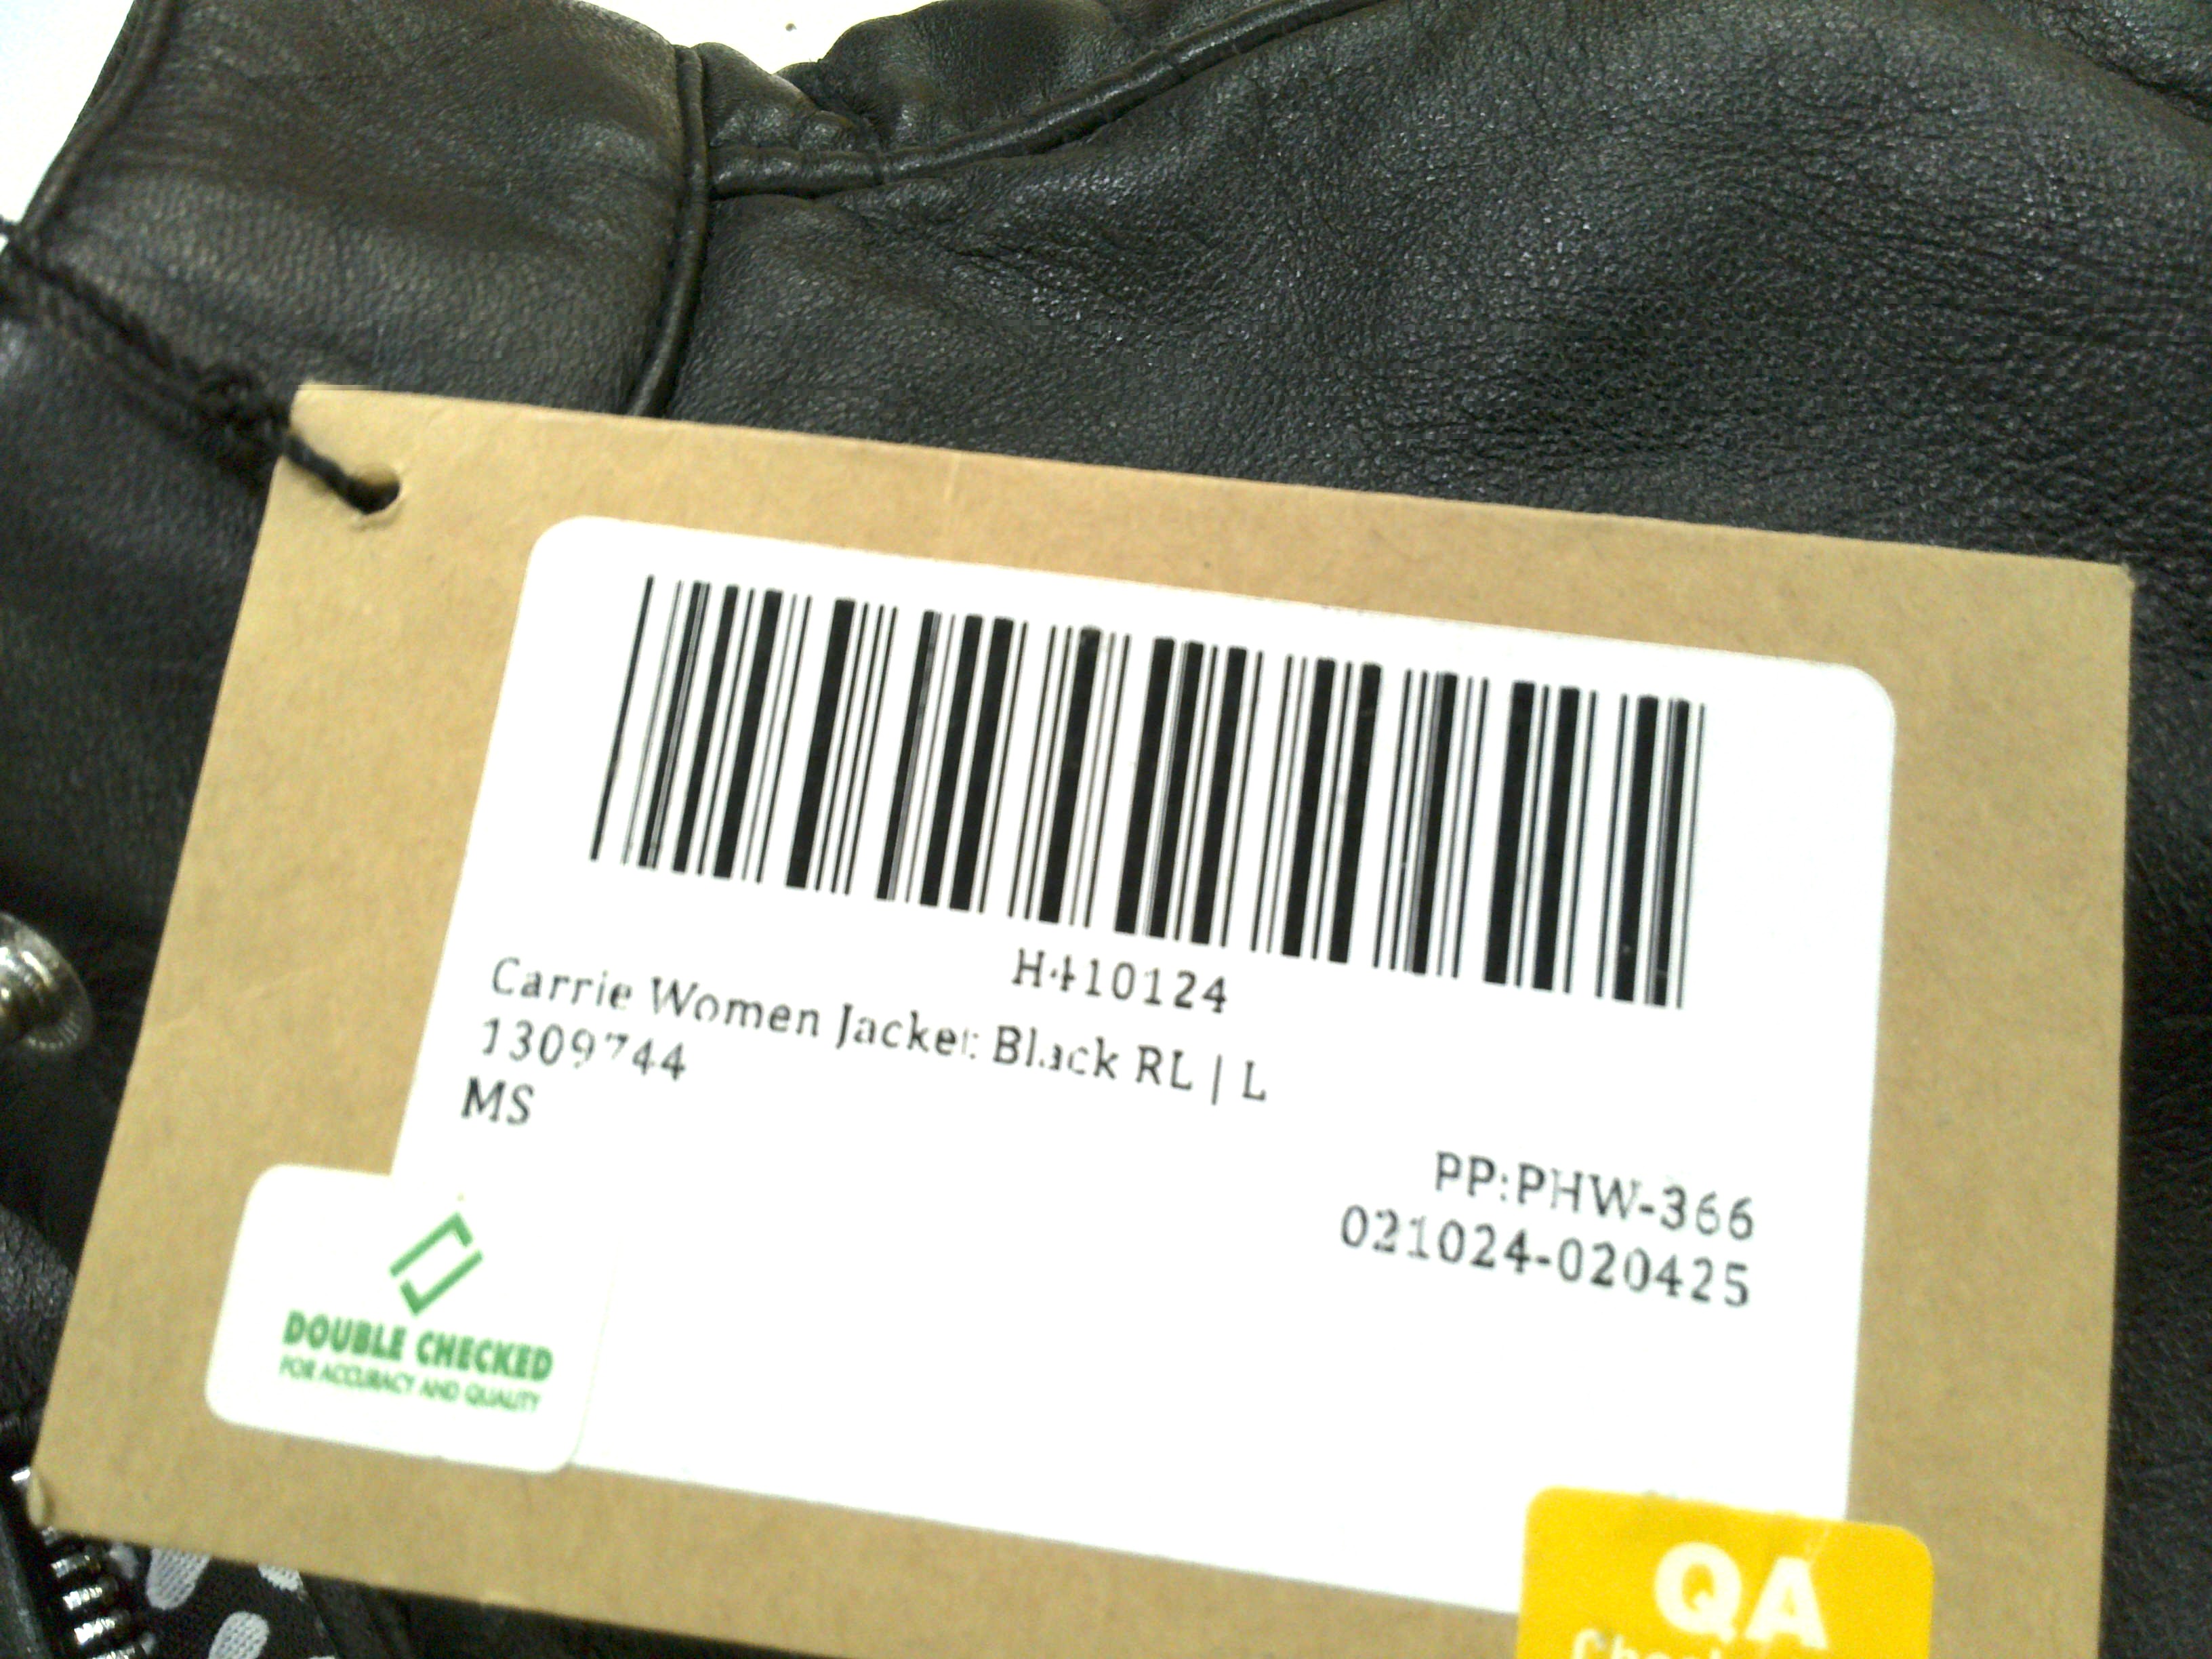 H410124
Carrie Women Jacket Black RL | L
1309744
MS
PP:PHW-366
021024-020425
DOUBLE CHECKED
FOR ACCURACY AND QUALITY
QA